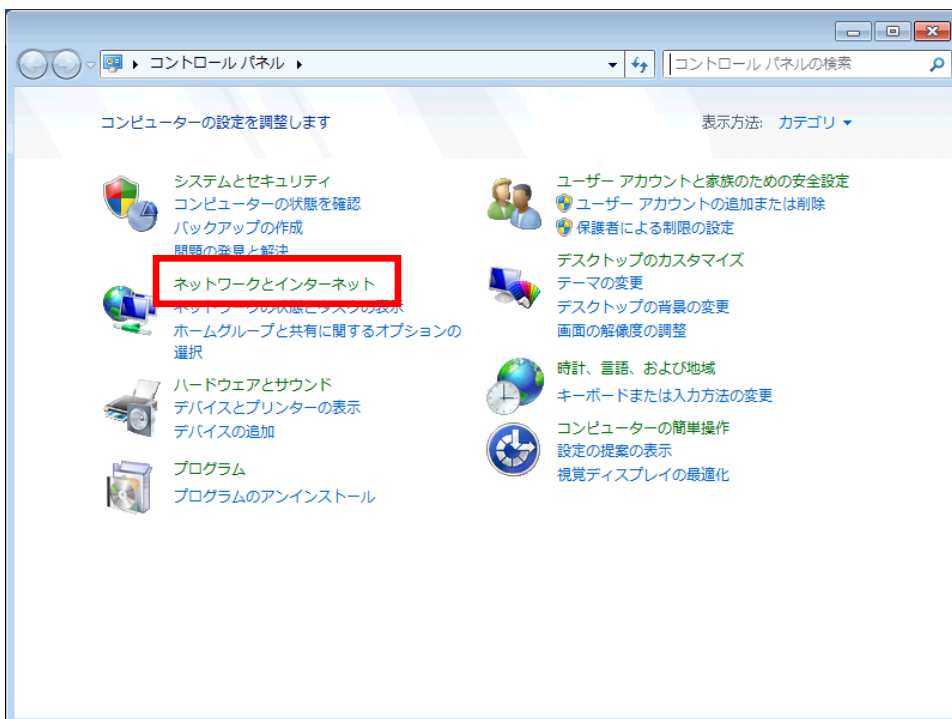 コントロール パネル
コントロール パネルの検索
コンピューターの設定を調整します
表示方法: カテゴリ
システムとセキュリティ
コンピューターの状態を確認
バックアップの作成
問題の発見と解決
ネットワークとインターネット
ネットワークの状態とタスクの表示
ホームグループと共有に関するオプションの
選択
ハードウェアとサウンド
デバイスとプリンターの表示
デバイスの追加
プログラム
プログラムのアンインストール
ユーザー アカウントと家族のための安全設定
ユーザー アカウントの追加または削除
保護者による制限の設定
デスクトップのカスタマイズ
テーマの変更
デスクトップの背景の変更
画面の解像度の調整
時計、言語、および地域
キーボードまたは入力方法の変更
コンピューターの簡単操作
設定の提案の表示
視覚ディスプレイの最適化